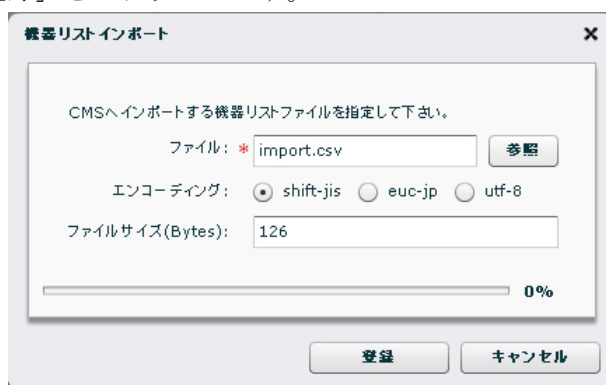 機器リストインポート ×
CMSへインポートする機器リストファイルを指定して下さい。
ファイル: * import.csv 参照
エンコーディング: shift-jis euc-jp utf-8
ファイルサイズ(Bytes): 126
0%
登録 キャンセル